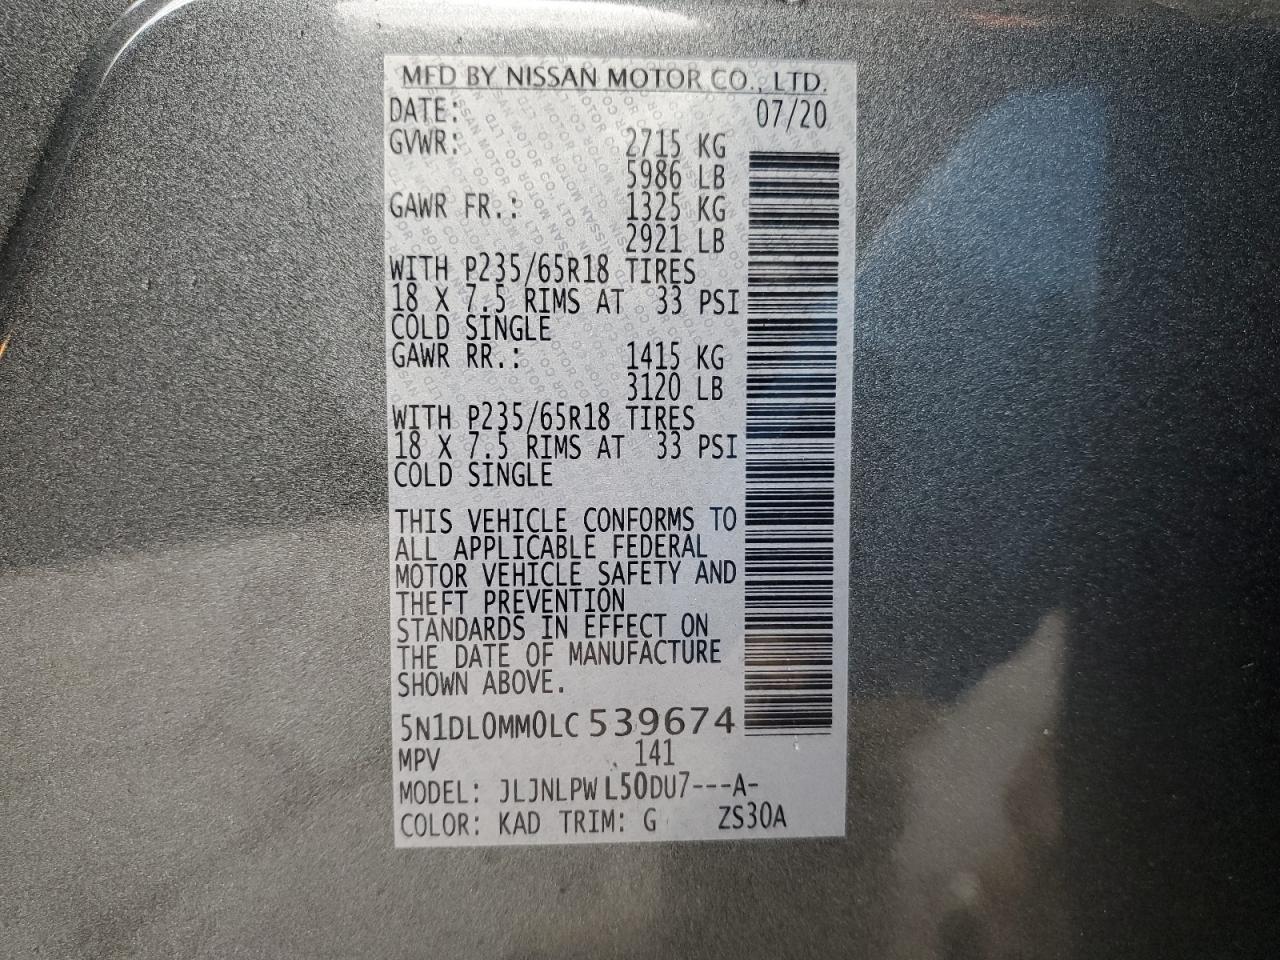 MFD BY NISSAN MOTOR CO., LTD.
DATE: 07/20
GVWR: 2715 KG
5986 LB
GAWR FR.: 1325 KG
2921 LB
WITH P235/65R18 TIRES
18 X 7.5 RIMS AT 33 PSI
COLD SINGLE
GAWR RR.: 1415 KG
3120 LB
WITH P235/65R18 TIRES
18 X 7.5 RIMS AT 33 PSI
COLD SINGLE
THIS VEHICLE CONFORMS TO
ALL APPLICABLE FEDERAL
MOTOR VEHICLE SAFETY AND
THEFT PREVENTION
STANDARDS IN EFFECT ON
THE DATE OF MANUFACTURE
SHOWN ABOVE.
5N1DL0MM0LC539674
MPV 141
MODEL: JLJNLPW L50DU7---A-
COLOR: KAD TRIM: G ZS30A